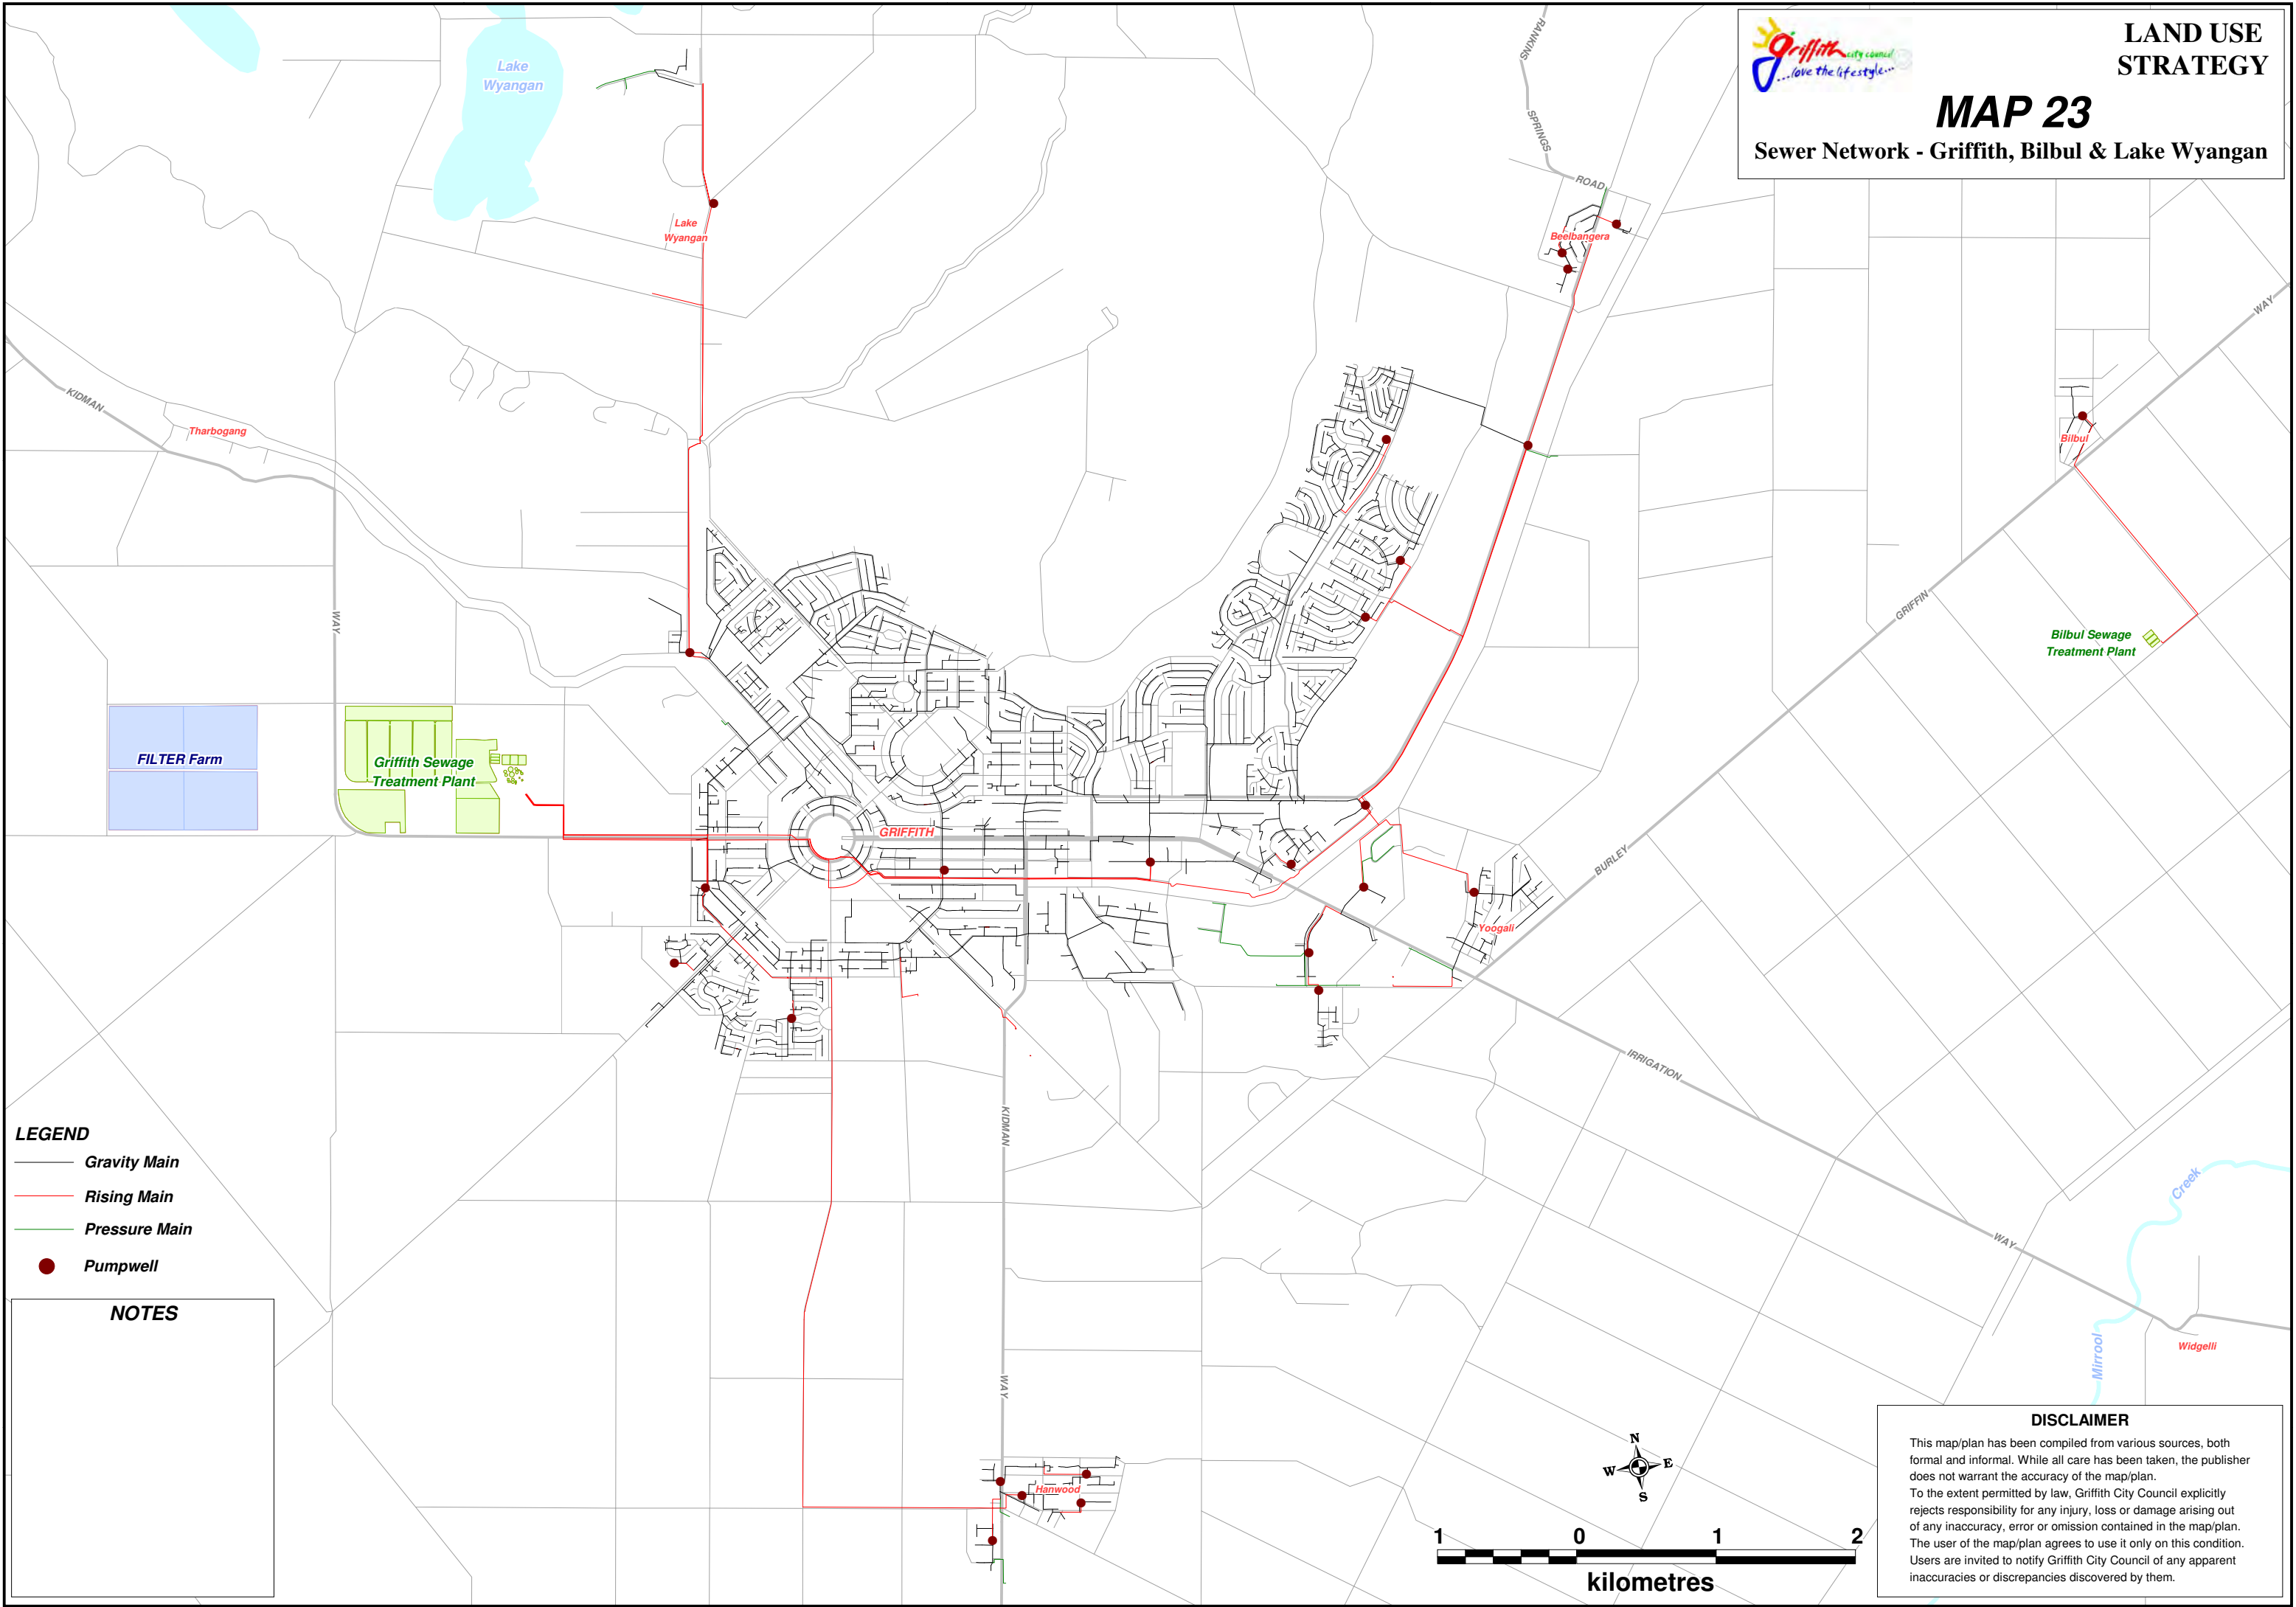 griffith city council
...love the lifestyle...
LAND USE
STRATEGY
MAP 23
Sewer Network - Griffith, Bilbul & Lake Wyangan
Lake
Wyangan
RANKINS
SPRINGS
ROAD
Lake
Wyangan
Beelbangera
WAY
KIDMAN
Tharbogang
Bilbul
WAY
GRIFFIN
Bilbul Sewage
Treatment Plant
FILTER Farm
Griffith Sewage
Treatment Plant
GRIFFITH
BURLEY
Yoogali
IRRIGATION
KIDMAN
LEGEND
Gravity Main
Rising Main
Pressure Main
Pumpwell
NOTES
Creek
WAY
Mirrool
Widgelli
WAY
Hanwood
N
W
E
S
1 0 1 2
kilometres
DISCLAIMER
This map/plan has been compiled from various sources, both
formal and informal. While all care has been taken, the publisher
does not warrant the accuracy of the map/plan.
To the extent permitted by law, Griffith City Council explicitly
rejects responsibility for any injury, loss or damage arising out
of any inaccuracy, error or omission contained in the map/plan.
The user of the map/plan agrees to use it only on this condition.
Users are invited to notify Griffith City Council of any apparent
inaccuracies or discrepancies discovered by them.